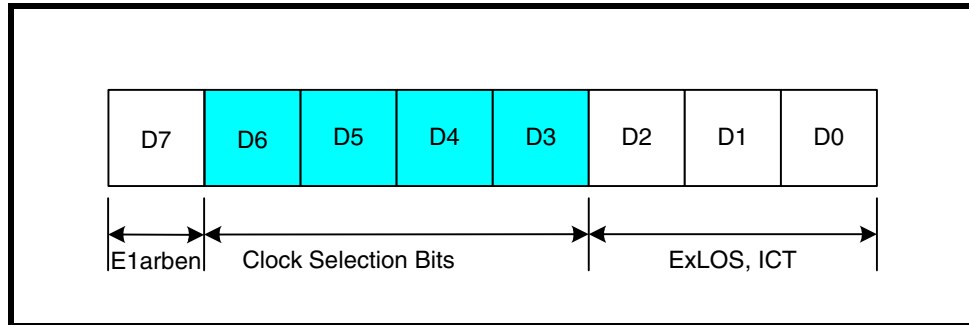 D7 D6 D5 D4 D3 D2 D1 D0
E1arben Clock Selection Bits ExLOS, ICT